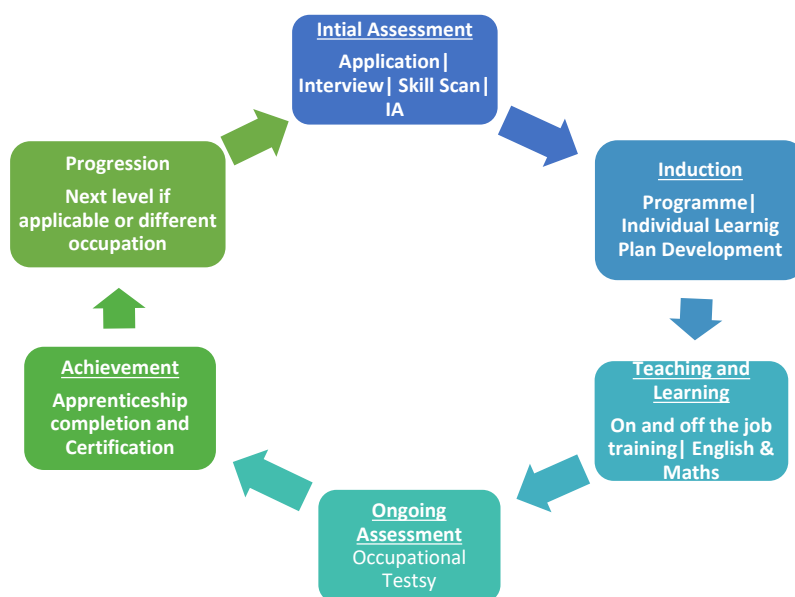 Intial Assessment
Application|
Interview| Skill Scan|
IA
Induction
Programme|
Individual Learnig
Plan Development
Teaching and
Learning
On and off the job
training| English &
Maths
Ongoing
Assessment
Occupational
Testsy
Achievement
Apprenticeship
completion and
Certification
Progression
Next level if
applicable or different
occupation